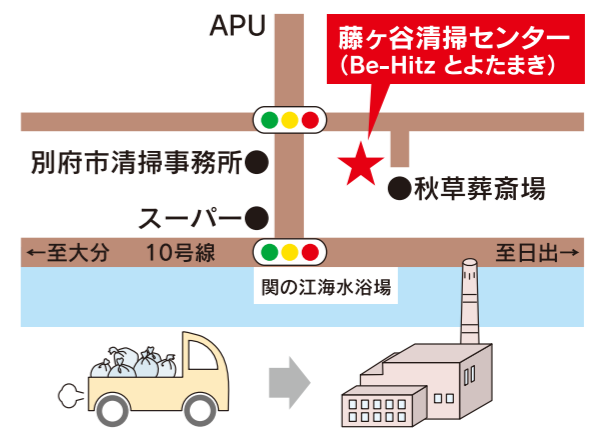 APU
藤ヶ谷清掃センター
(Be-Hitz とよたまき)
別府市清掃事務所●
●秋草葬斎場
スーパー●
←至大分 10号線
至日出→
関の江海水浴場